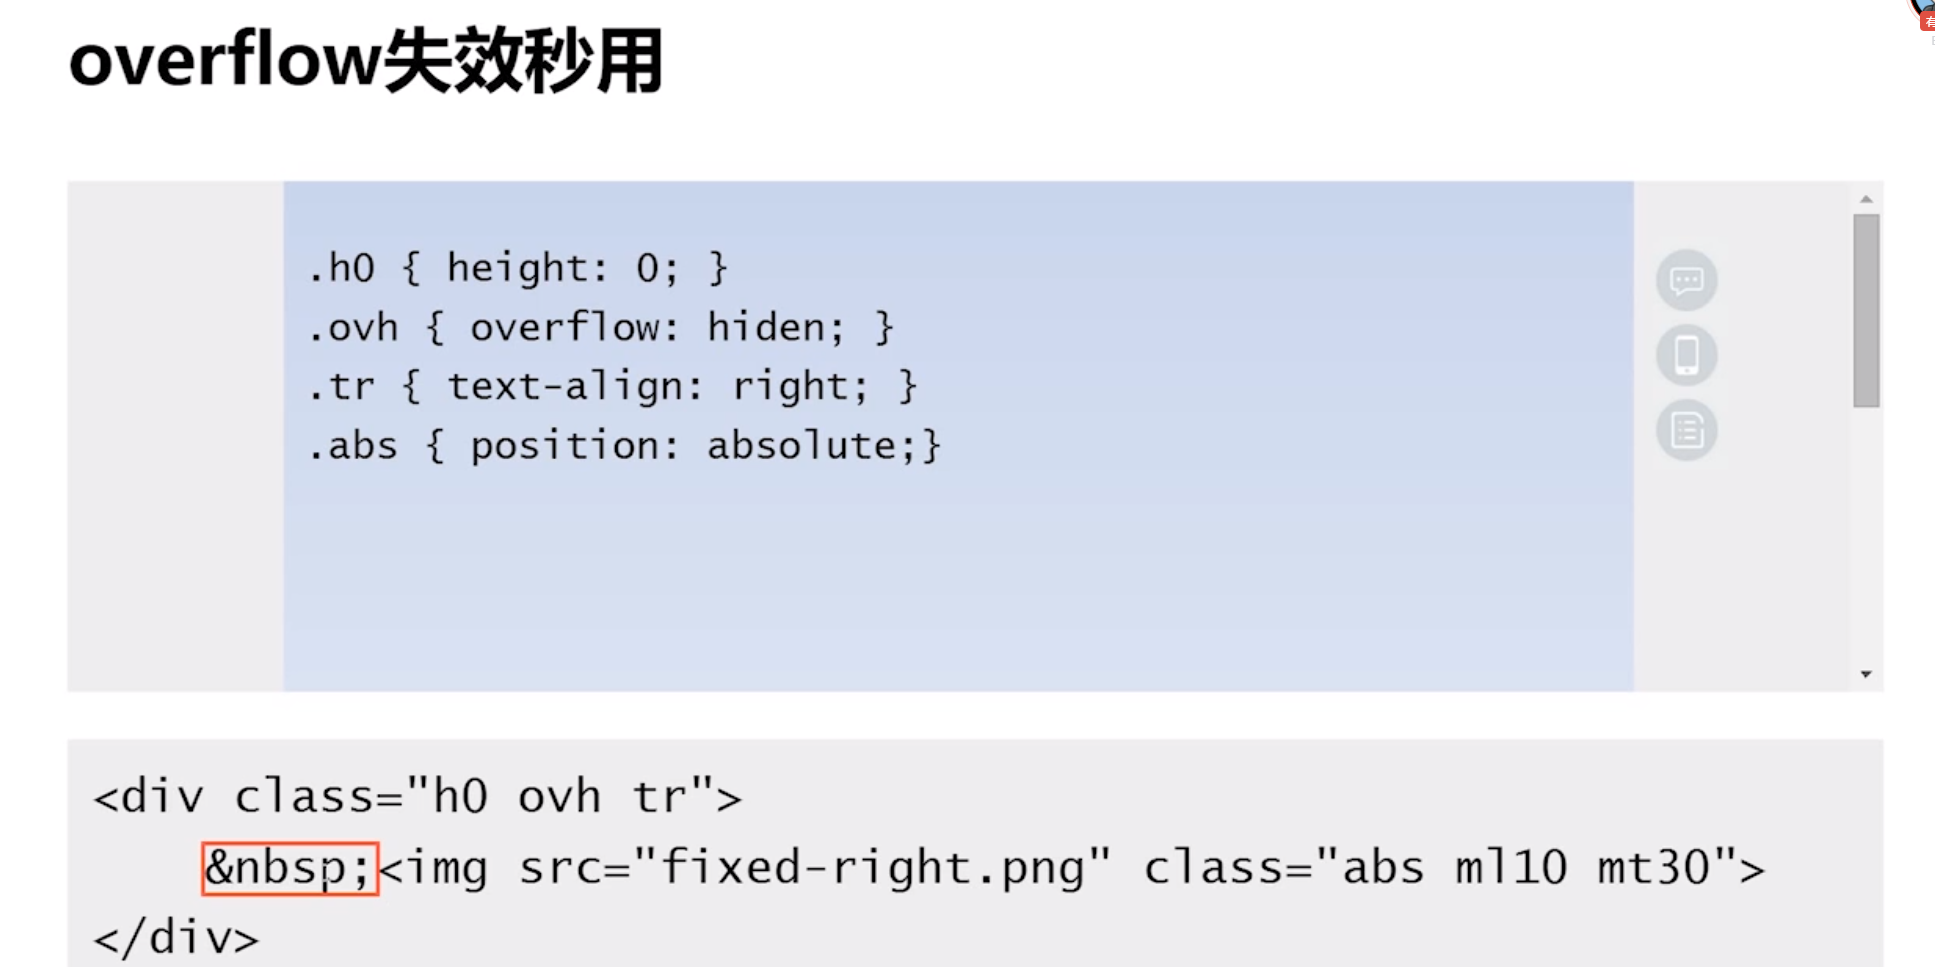 overflow失效秒用
.h0 { height: 0; }
.ovh { overflow: hiden; }
.tr { text-align: right; }
.abs { position: absolute;}
<div class="h0 ovh tr">
&nbsp;<img src="fixed-right.png" class="abs ml10 mt30">
</div>